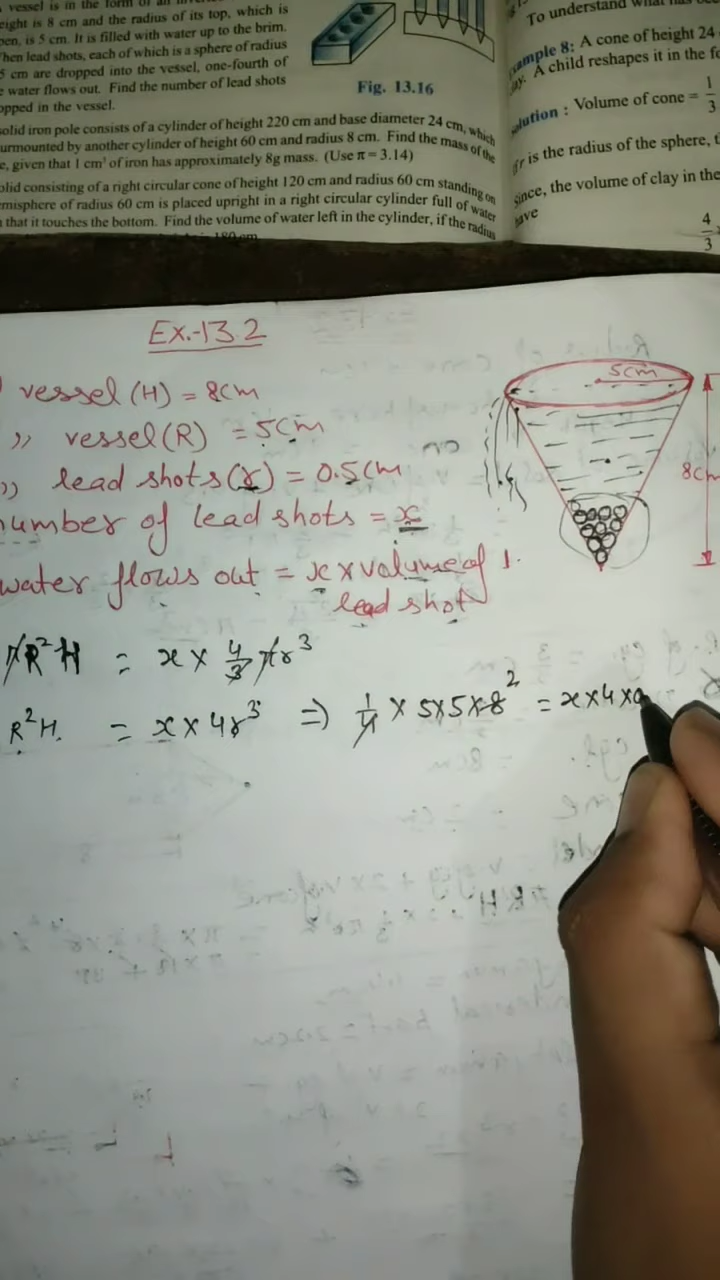 vessel is in the form of an
eight is 8 cm and the radius of its top, which is
pen, is 5 cm. It is filled with water up to the brim.
hen lead shots, each of which is a sphere of radius
5 cm are dropped into the vessel, one-fourth of
e water flows out. Find the number of lead shots
opped in the vessel.
Fig. 13.16
solid iron pole consists of a cylinder of height 220 cm and base diameter 24 cm, which
urmounted by another cylinder of height 60 cm and radius 8 cm. Find the mass of the
e, given that 1 cm³ of iron has approximately 8g mass. (Use π = 3.14)
olid consisting of a right circular cone of height 120 cm and radius 60 cm standing on
emisphere of radius 60 cm is placed upright in a right circular cylinder full of water
that it touches the bottom. Find the volume of water left in the cylinder, if the radius
180 cm
To understand what has
ample 8: A cone of height 24
ay. A child reshapes it in the fo
olution : Volume of cone = 1/3
If r is the radius of the sphere, t
Since, the volume of clay in the
have
4/3
Ex.-13.2
vessel (H) = 8cm
,, vessel (R) = 5cm
,, lead shots (r) = 0.5cm
number of lead shots = x
water flows out = x × volume of 1
lead shot
πR²H = x × 4/3 πr³
R²H. = x × 4r³ ⇒ 1/4 × 5×5×8 2 = x×4×0
5cm
8cm